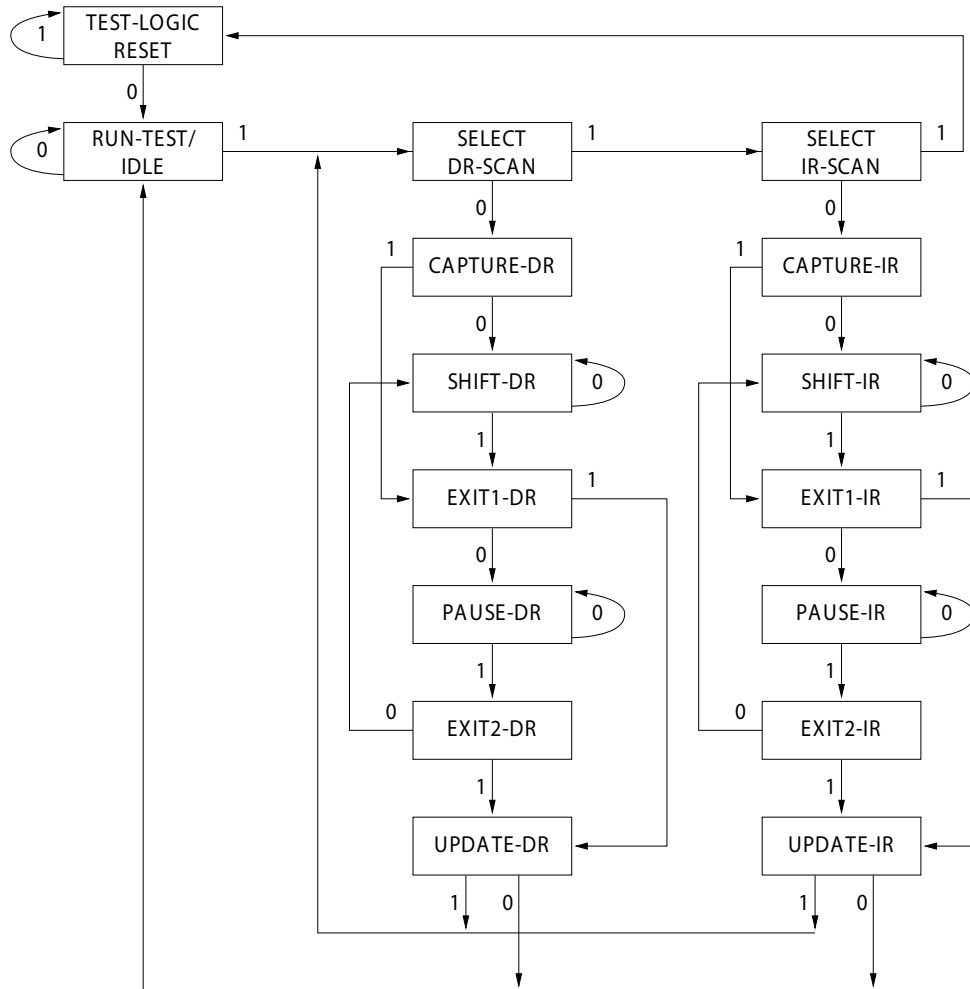 TEST-LOGIC
RESET
1
0
RUN-TEST/
IDLE
0
1
SELECT
DR-SCAN
1
SELECT
IR-SCAN
1
0
0
1
CAPTURE-DR
1
CAPTURE-IR
0
0
SHIFT-DR
0
SHIFT-IR
0
1
1
EXIT1-DR
1
EXIT1-IR
1
0
0
PAUSE-DR
0
PAUSE-IR
0
1
1
0
EXIT2-DR
0
EXIT2-IR
1
1
UPDATE-DR
UPDATE-IR
1
0
1
0